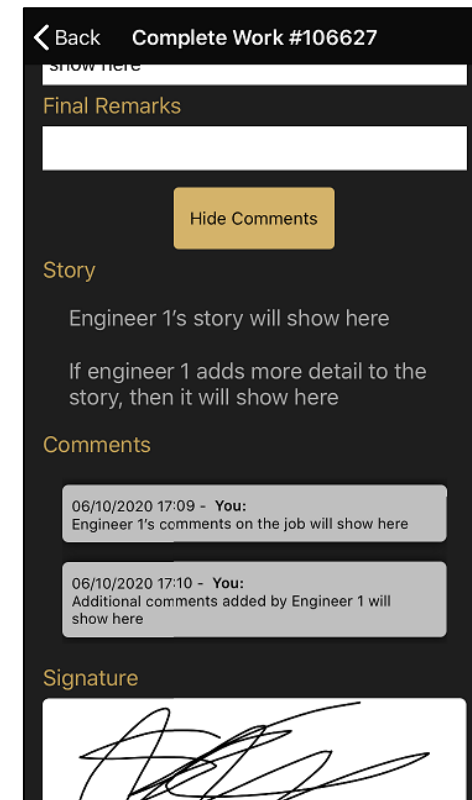 Back Complete Work #106627
show here
Final Remarks
Hide Comments
Story
Engineer 1’s story will show here
If engineer 1 adds more detail to the
story, then it will show here
Comments
06/10/2020 17:09 - You:
Engineer 1's comments on the job will show here
06/10/2020 17:10 - You:
Additional comments added by Engineer 1 will
show here
Signature